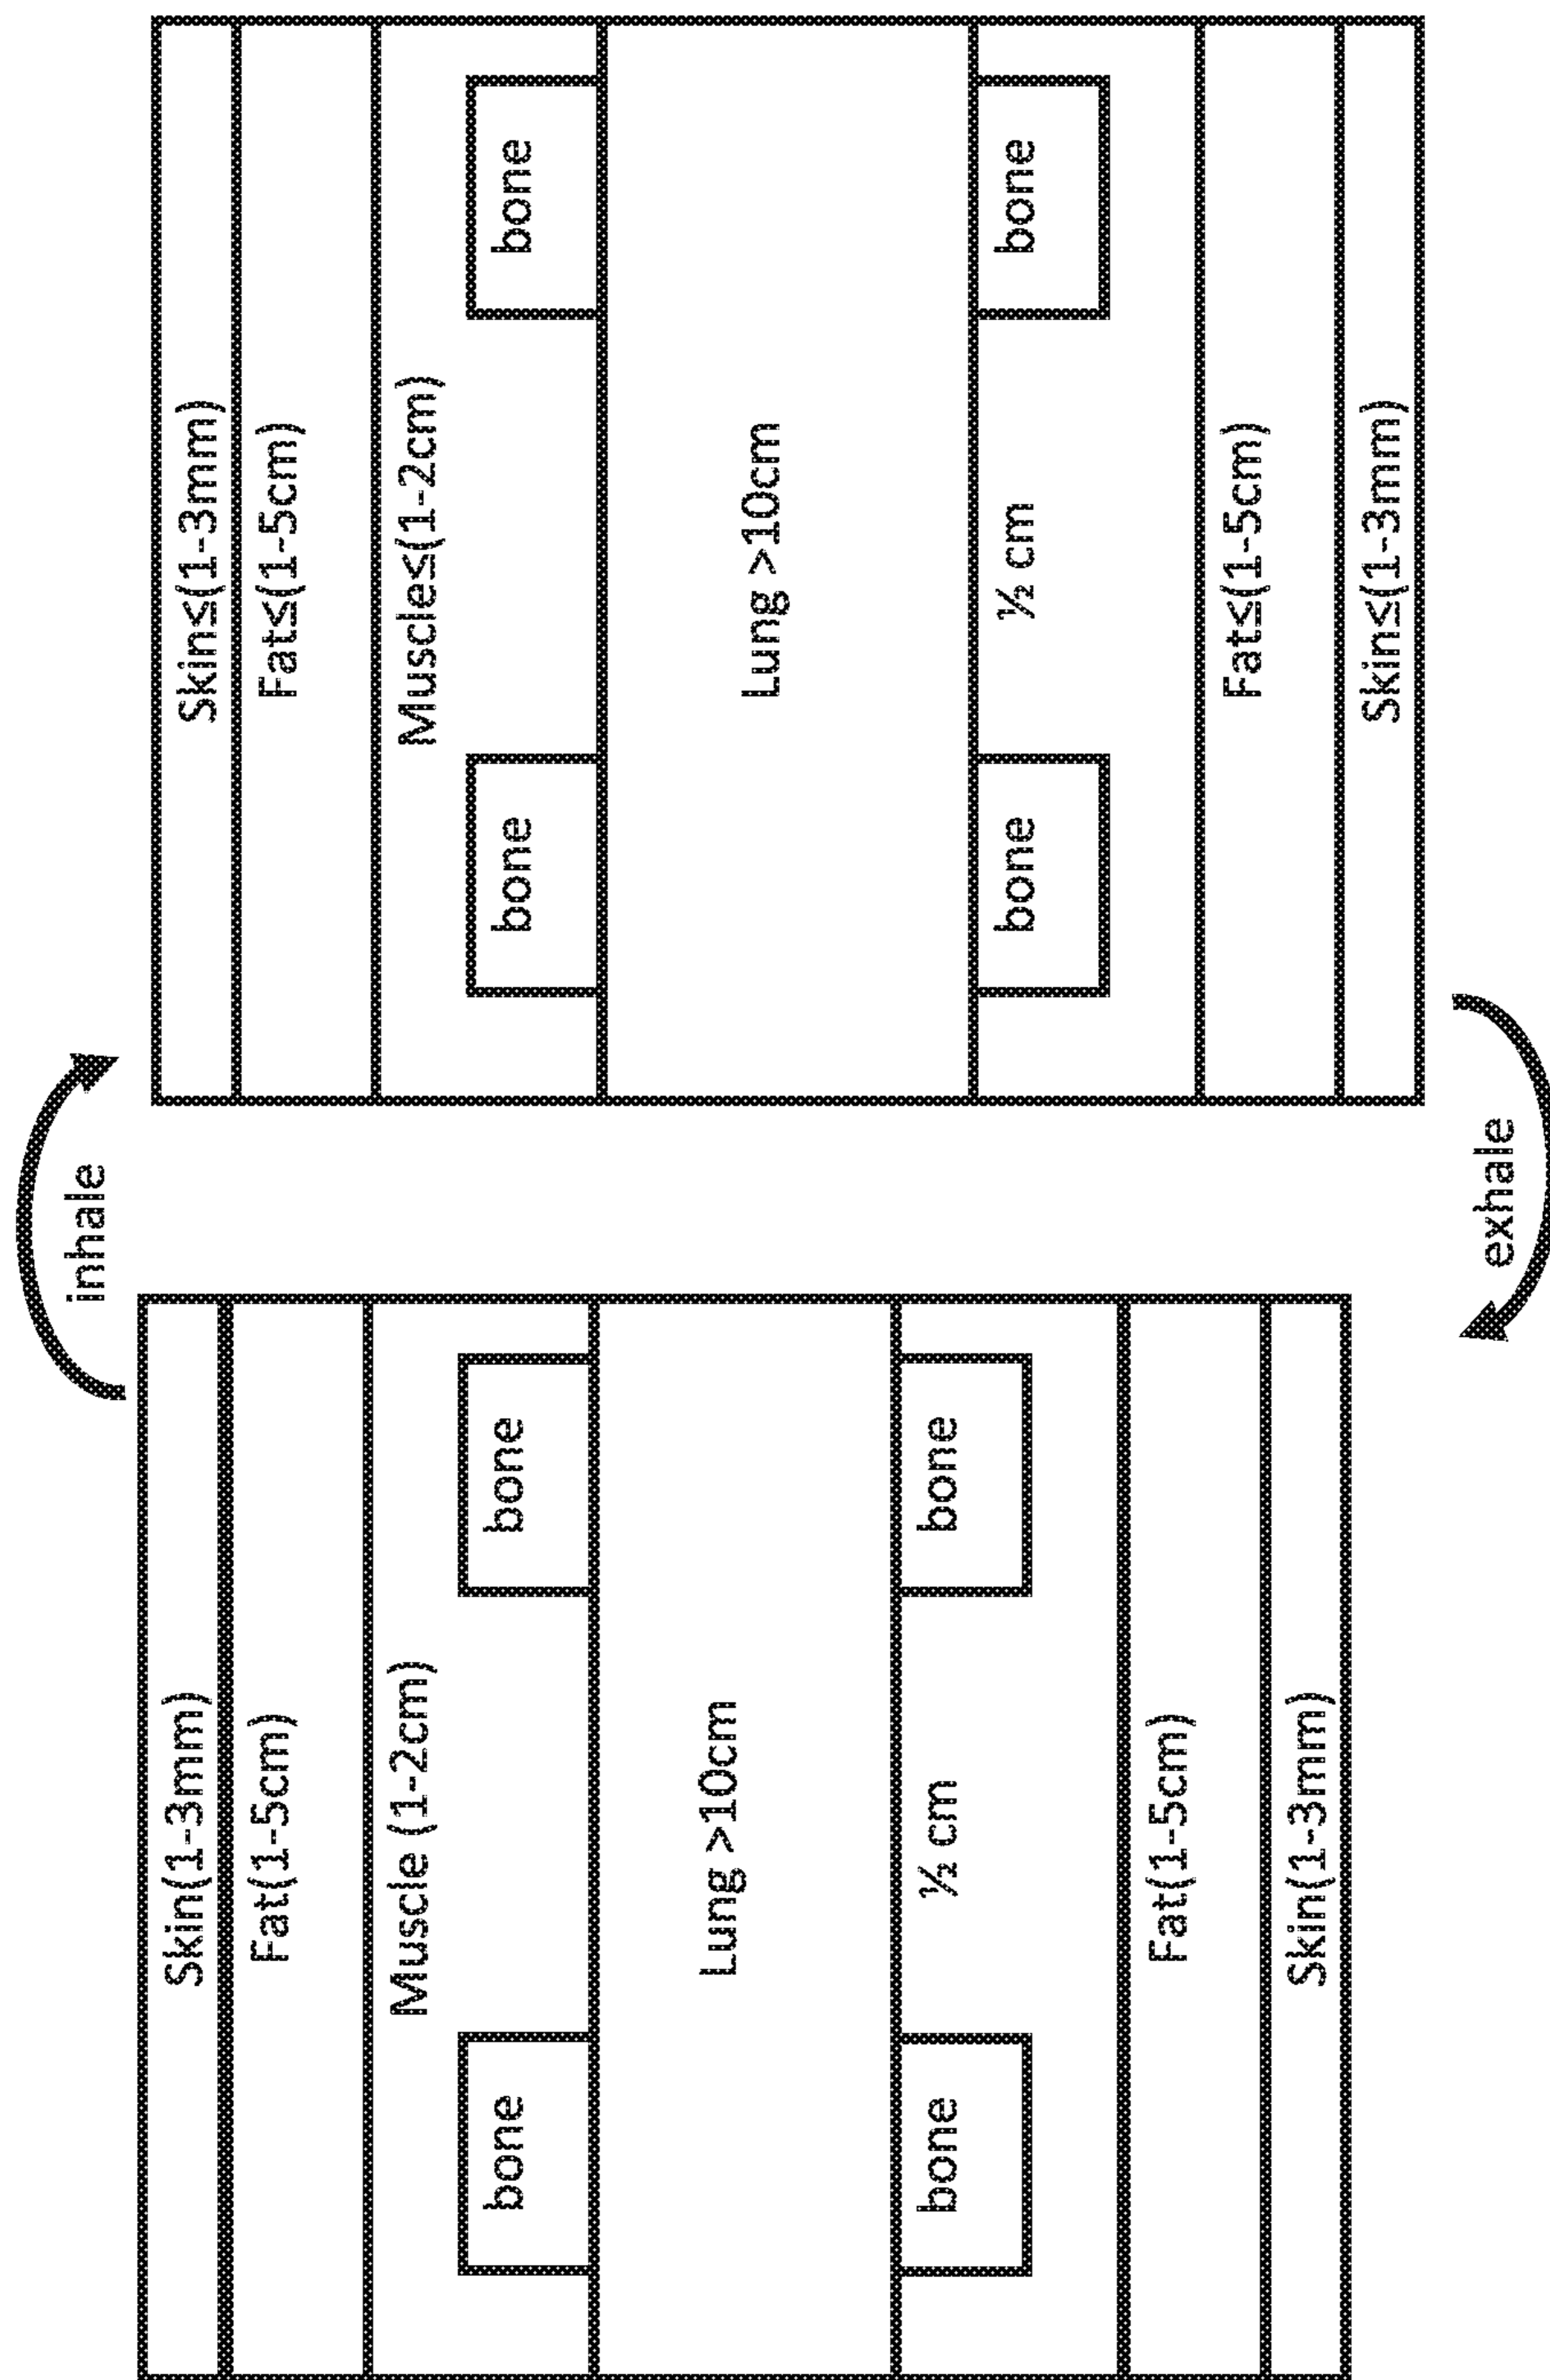 inhale
Skin(1-3mm)
Fat(1-5cm)
Muscle (1-2cm)
bone
bone
Lung >10cm
bone
½ cm
bone
Fat(1-5cm)
Skin(1-3mm)
Skin≤(1-3mm)
Fat≤(1-5cm)
Muscle≤(1-2cm)
bone
bone
Lung >10cm
bone
½ cm
bone
Fat≤(1-5cm)
Skin≤(1-3mm)
exhale